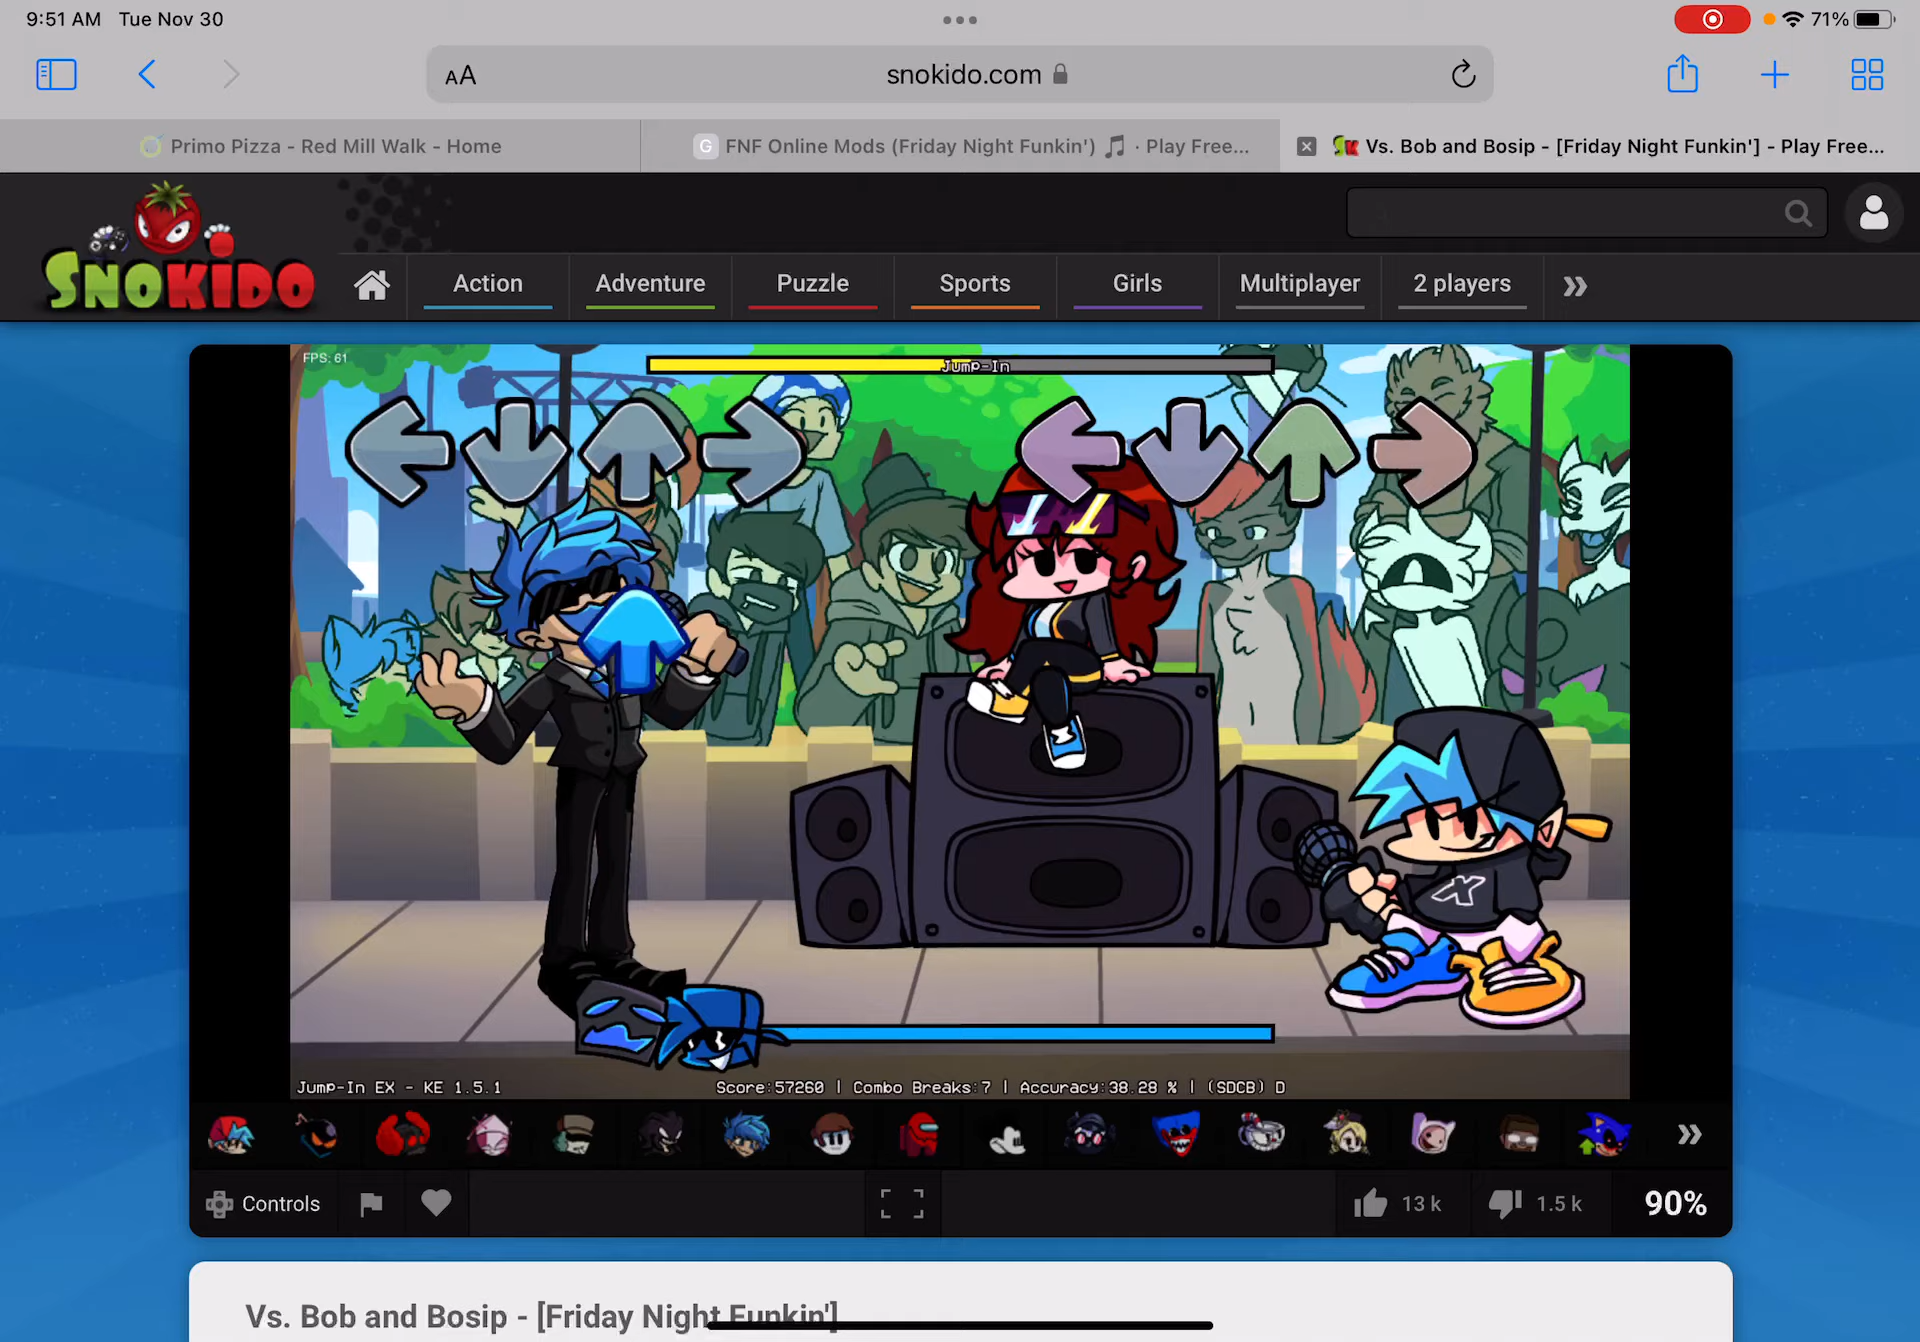 9:51 AM Tue Nov 30
71%
AA
snokido.com
Primo Pizza - Red Mill Walk - Home
G FNF Online Mods (Friday Night Funkin') 🎵 · Play Free...
SK Vs. Bob and Bosip - [Friday Night Funkin'] - Play Free...
SNOKIDO
Action
Adventure
Puzzle
Sports
Girls
Multiplayer
2 players
»
FPS: 61
Jump-In
X
Jump-In EX - KE 1.5.1
Score:57260 | Combo Breaks:7 | Accuracy:38.28 % | (SDCB) D
»
Controls
13 k
1.5 k
90%
Vs. Bob and Bosip - [Friday Night Funkin']